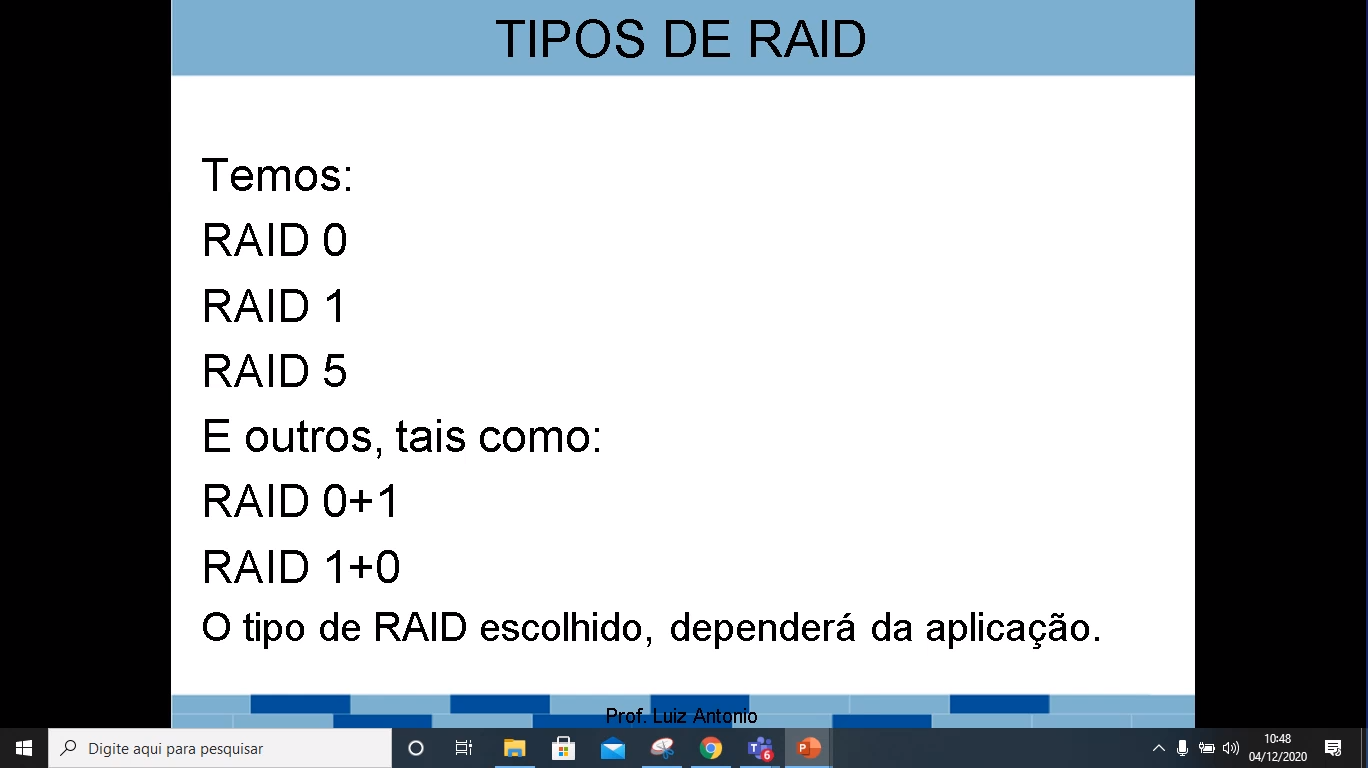 TIPOS DE RAID
Temos:
RAID 0
RAID 1
RAID 5
E outros, tais como:
RAID 0+1
RAID 1+0
O tipo de RAID escolhido, dependerá da aplicação.
Prof. Luiz Antonio
Digite aqui para pesquisar
6
10:48
04/12/2020